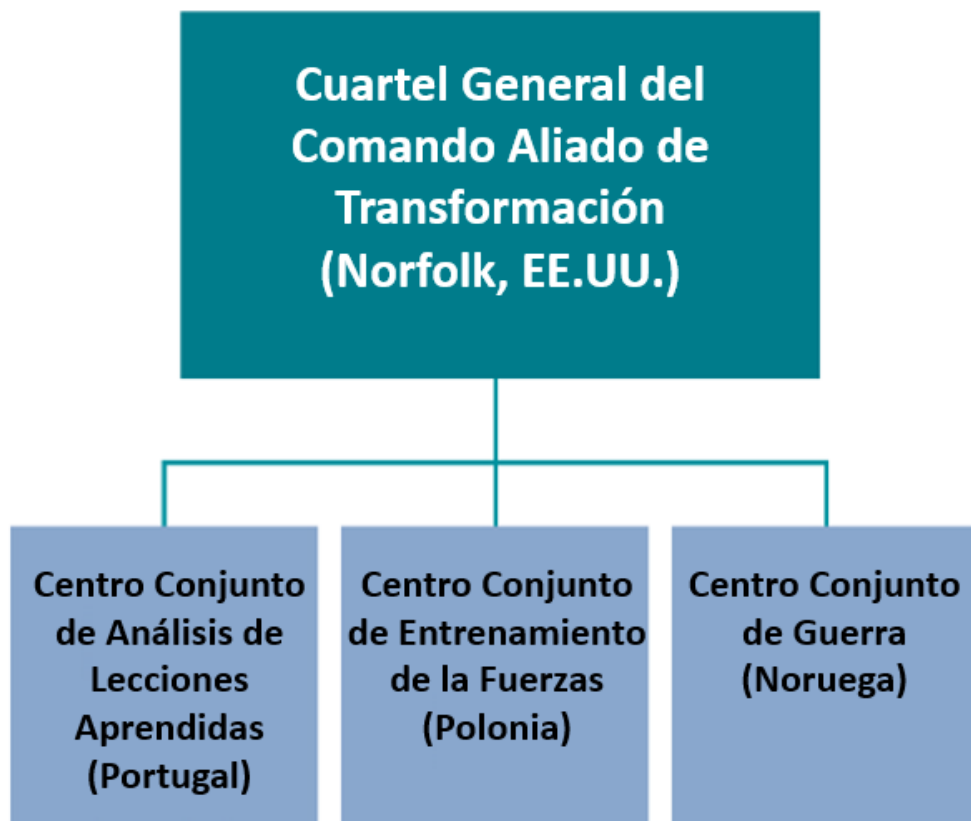 Cuartel General del
Comando Aliado de
Transformación
(Norfolk, EE.UU.)
Centro Conjunto
de Análisis de
Lecciones
Aprendidas
(Portugal)
Centro Conjunto
de Entrenamiento
de la Fuerzas
(Polonia)
Centro Conjunto
de Guerra
(Noruega)